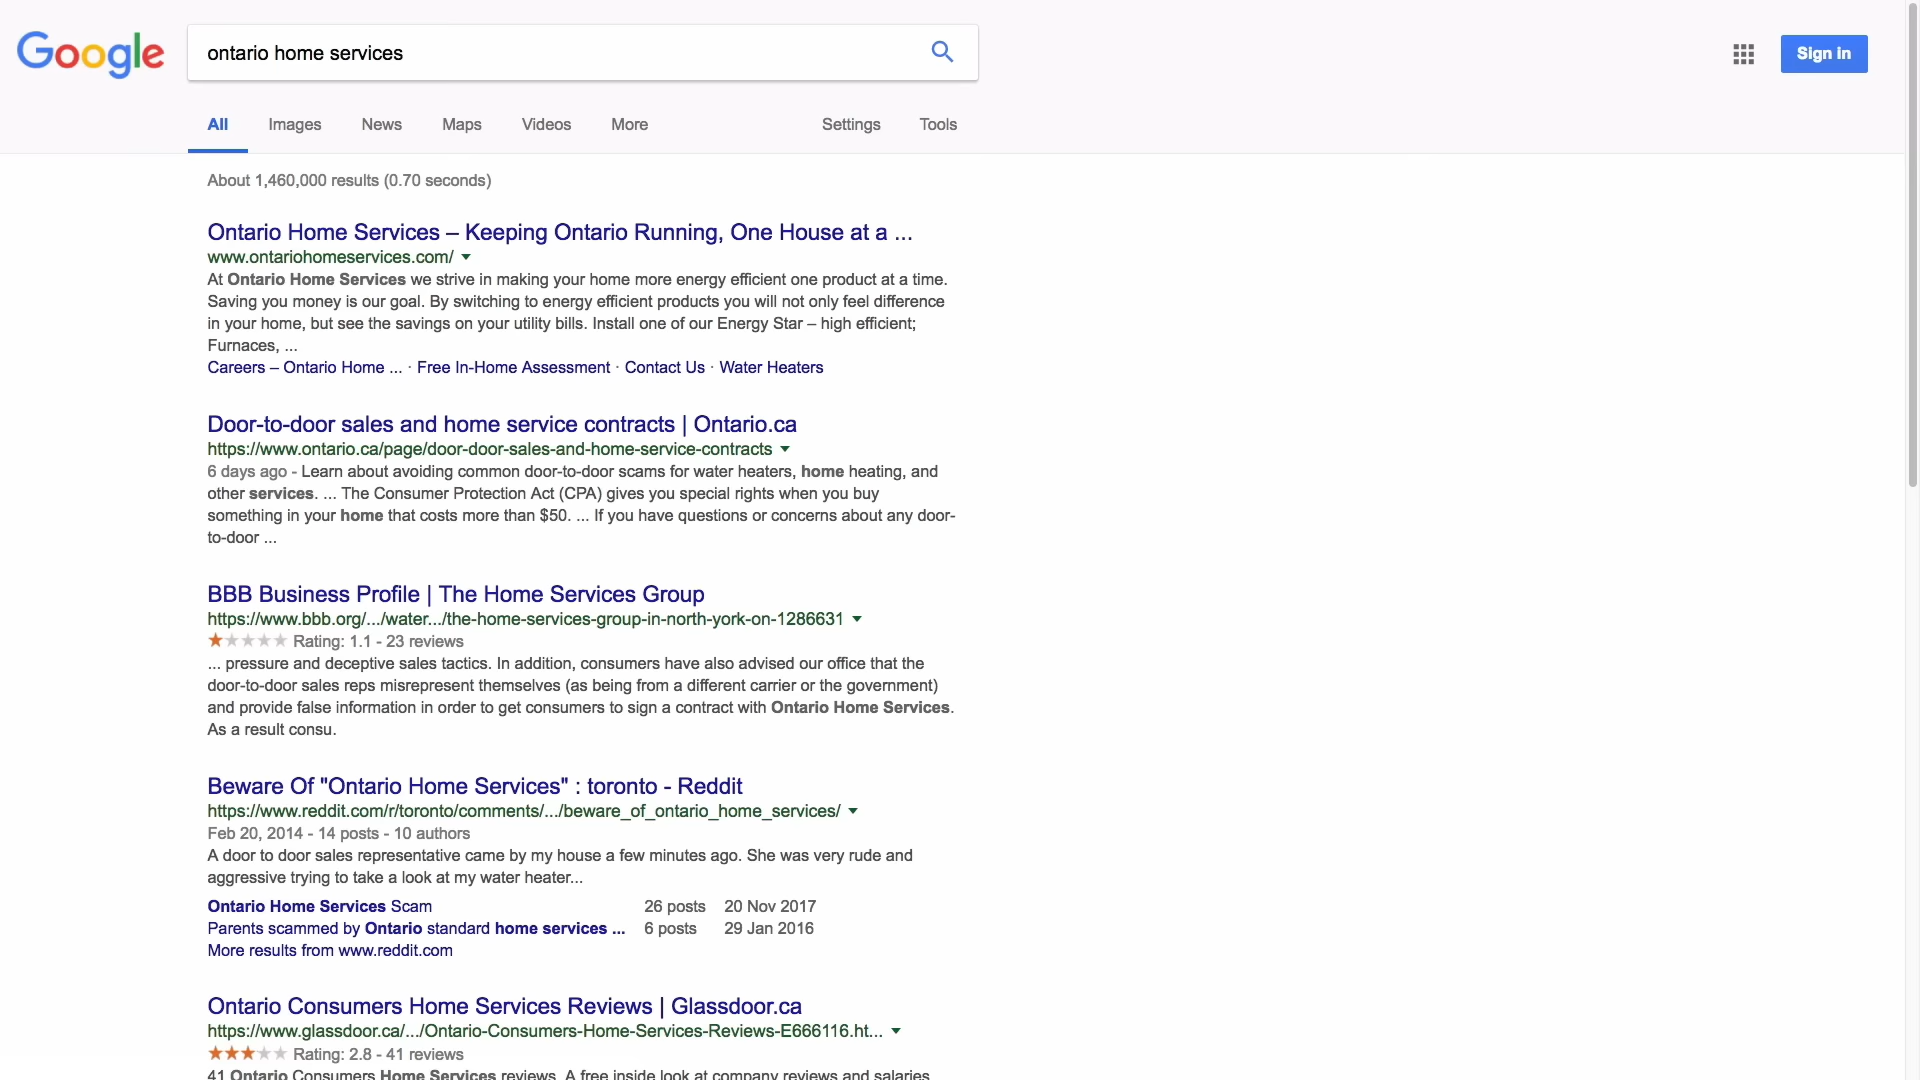 Google
ontario home services
Sign in
All Images News Maps Videos More Settings Tools
About 1,460,000 results (0.70 seconds)
Ontario Home Services – Keeping Ontario Running, One House at a ...
www.ontariohomeservices.com/
At Ontario Home Services we strive in making your home more energy efficient one product at a time.
Saving you money is our goal. By switching to energy efficient products you will not only feel difference
in your home, but see the savings on your utility bills. Install one of our Energy Star – high efficient;
Furnaces, ...
Careers – Ontario Home ... · Free In-Home Assessment · Contact Us · Water Heaters
Door-to-door sales and home service contracts | Ontario.ca
https://www.ontario.ca/page/door-door-sales-and-home-service-contracts
6 days ago - Learn about avoiding common door-to-door scams for water heaters, home heating, and
other services. ... The Consumer Protection Act (CPA) gives you special rights when you buy
something in your home that costs more than $50. ... If you have questions or concerns about any door-
to-door ...
BBB Business Profile | The Home Services Group
https://www.bbb.org/.../water.../the-home-services-group-in-north-york-on-1286631
Rating: 1.1 - 23 reviews
... pressure and deceptive sales tactics. In addition, consumers have also advised our office that the
door-to-door sales reps misrepresent themselves (as being from a different carrier or the government)
and provide false information in order to get consumers to sign a contract with Ontario Home Services.
As a result consu.
Beware Of "Ontario Home Services" : toronto - Reddit
https://www.reddit.com/r/toronto/comments/.../beware_of_ontario_home_services/
Feb 20, 2014 - 14 posts - 10 authors
A door to door sales representative came by my house a few minutes ago. She was very rude and
aggressive trying to take a look at my water heater...
Ontario Home Services Scam 26 posts 20 Nov 2017
Parents scammed by Ontario standard home services ... 6 posts 29 Jan 2016
More results from www.reddit.com
Ontario Consumers Home Services Reviews | Glassdoor.ca
https://www.glassdoor.ca/.../Ontario-Consumers-Home-Services-Reviews-E666116.ht...
Rating: 2.8 - 41 reviews
41 Ontario Consumers Home Services reviews. A free inside look at company reviews and salaries